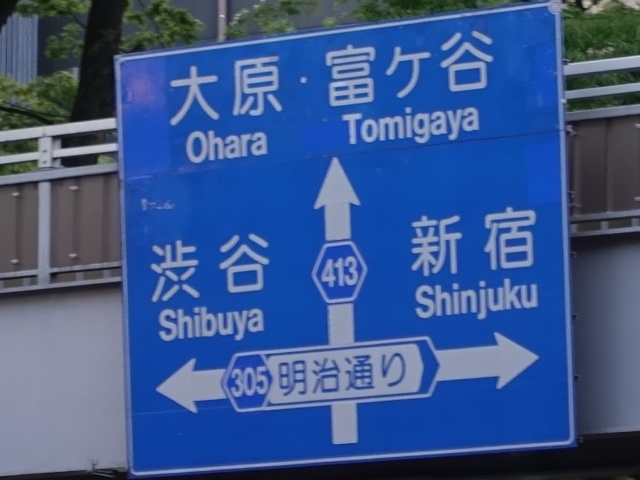 大原・富ケ谷
Ohara Tomigaya
413
渋谷
Shibuya
新宿
Shinjuku
305 明治通り